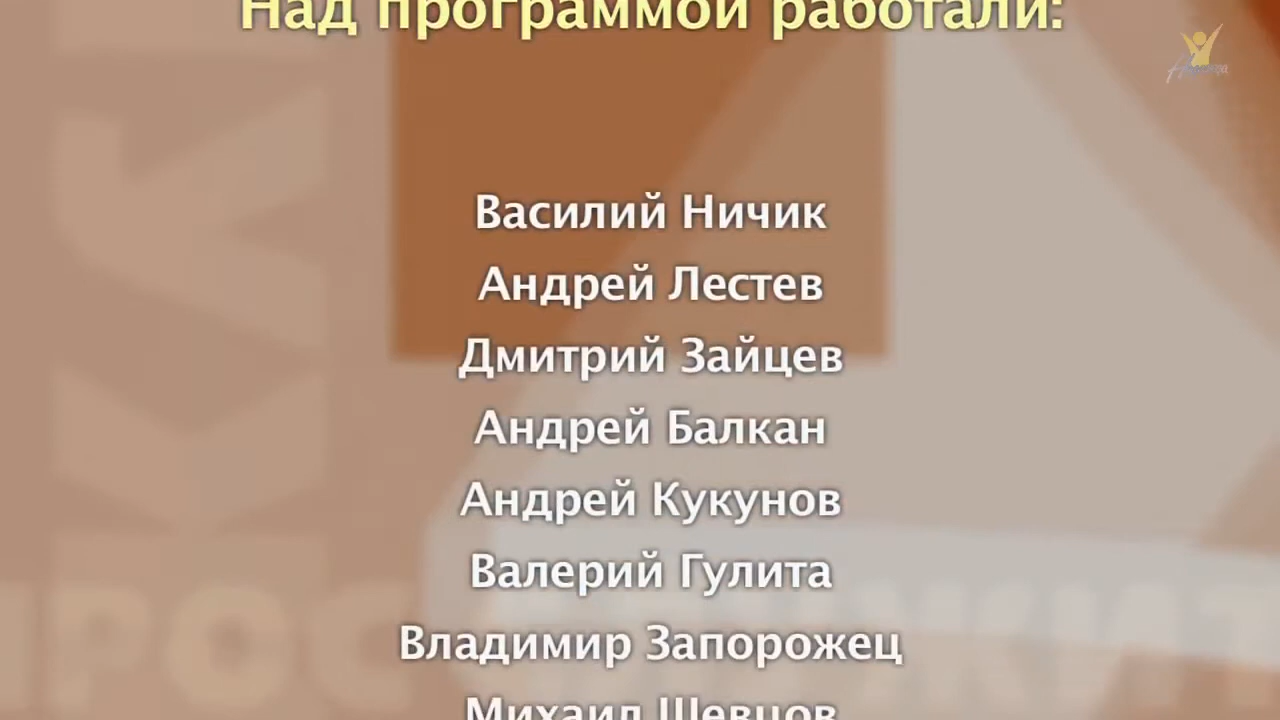 Над программой работали:
Надежда
Василий Ничик
Андрей Лестев
Дмитрий Зайцев
Андрей Балкан
Андрей Кукунов
Валерий Гулита
Владимир Запорожец
Михаил Шевцов